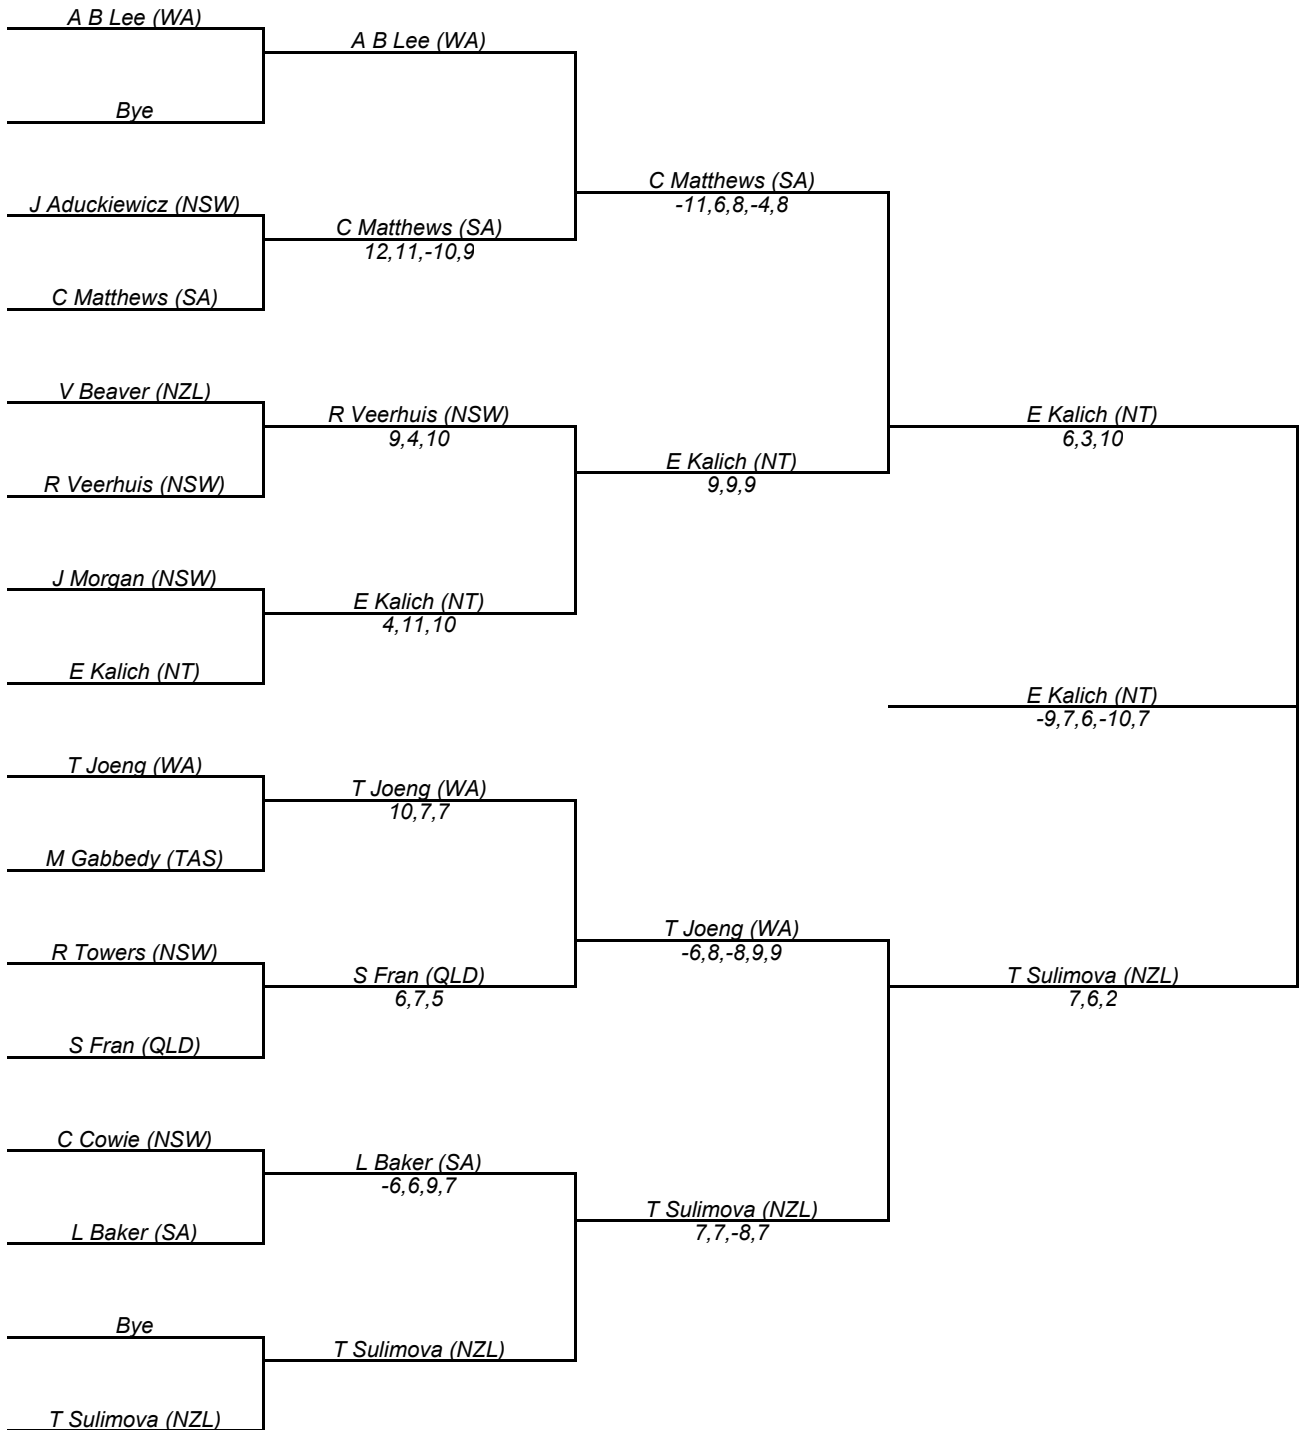 A B Lee (WA)
A B Lee (WA)
Bye
C Matthews (SA)
-11,6,8,-4,8
J Aduckiewicz (NSW)
C Matthews (SA)
12,11,-10,9
C Matthews (SA)
V Beaver (NZL)
R Veerhuis (NSW)
9,4,10
E Kalich (NT)
6,3,10
E Kalich (NT)
9,9,9
R Veerhuis (NSW)
J Morgan (NSW)
E Kalich (NT)
4,11,10
E Kalich (NT)
E Kalich (NT)
-9,7,6,-10,7
T Joeng (WA)
T Joeng (WA)
10,7,7
M Gabbedy (TAS)
T Joeng (WA)
-6,8,-8,9,9
R Towers (NSW)
S Fran (QLD)
6,7,5
T Sulimova (NZL)
7,6,2
S Fran (QLD)
C Cowie (NSW)
L Baker (SA)
-6,6,9,7
T Sulimova (NZL)
7,7,-8,7
L Baker (SA)
Bye
T Sulimova (NZL)
T Sulimova (NZL)